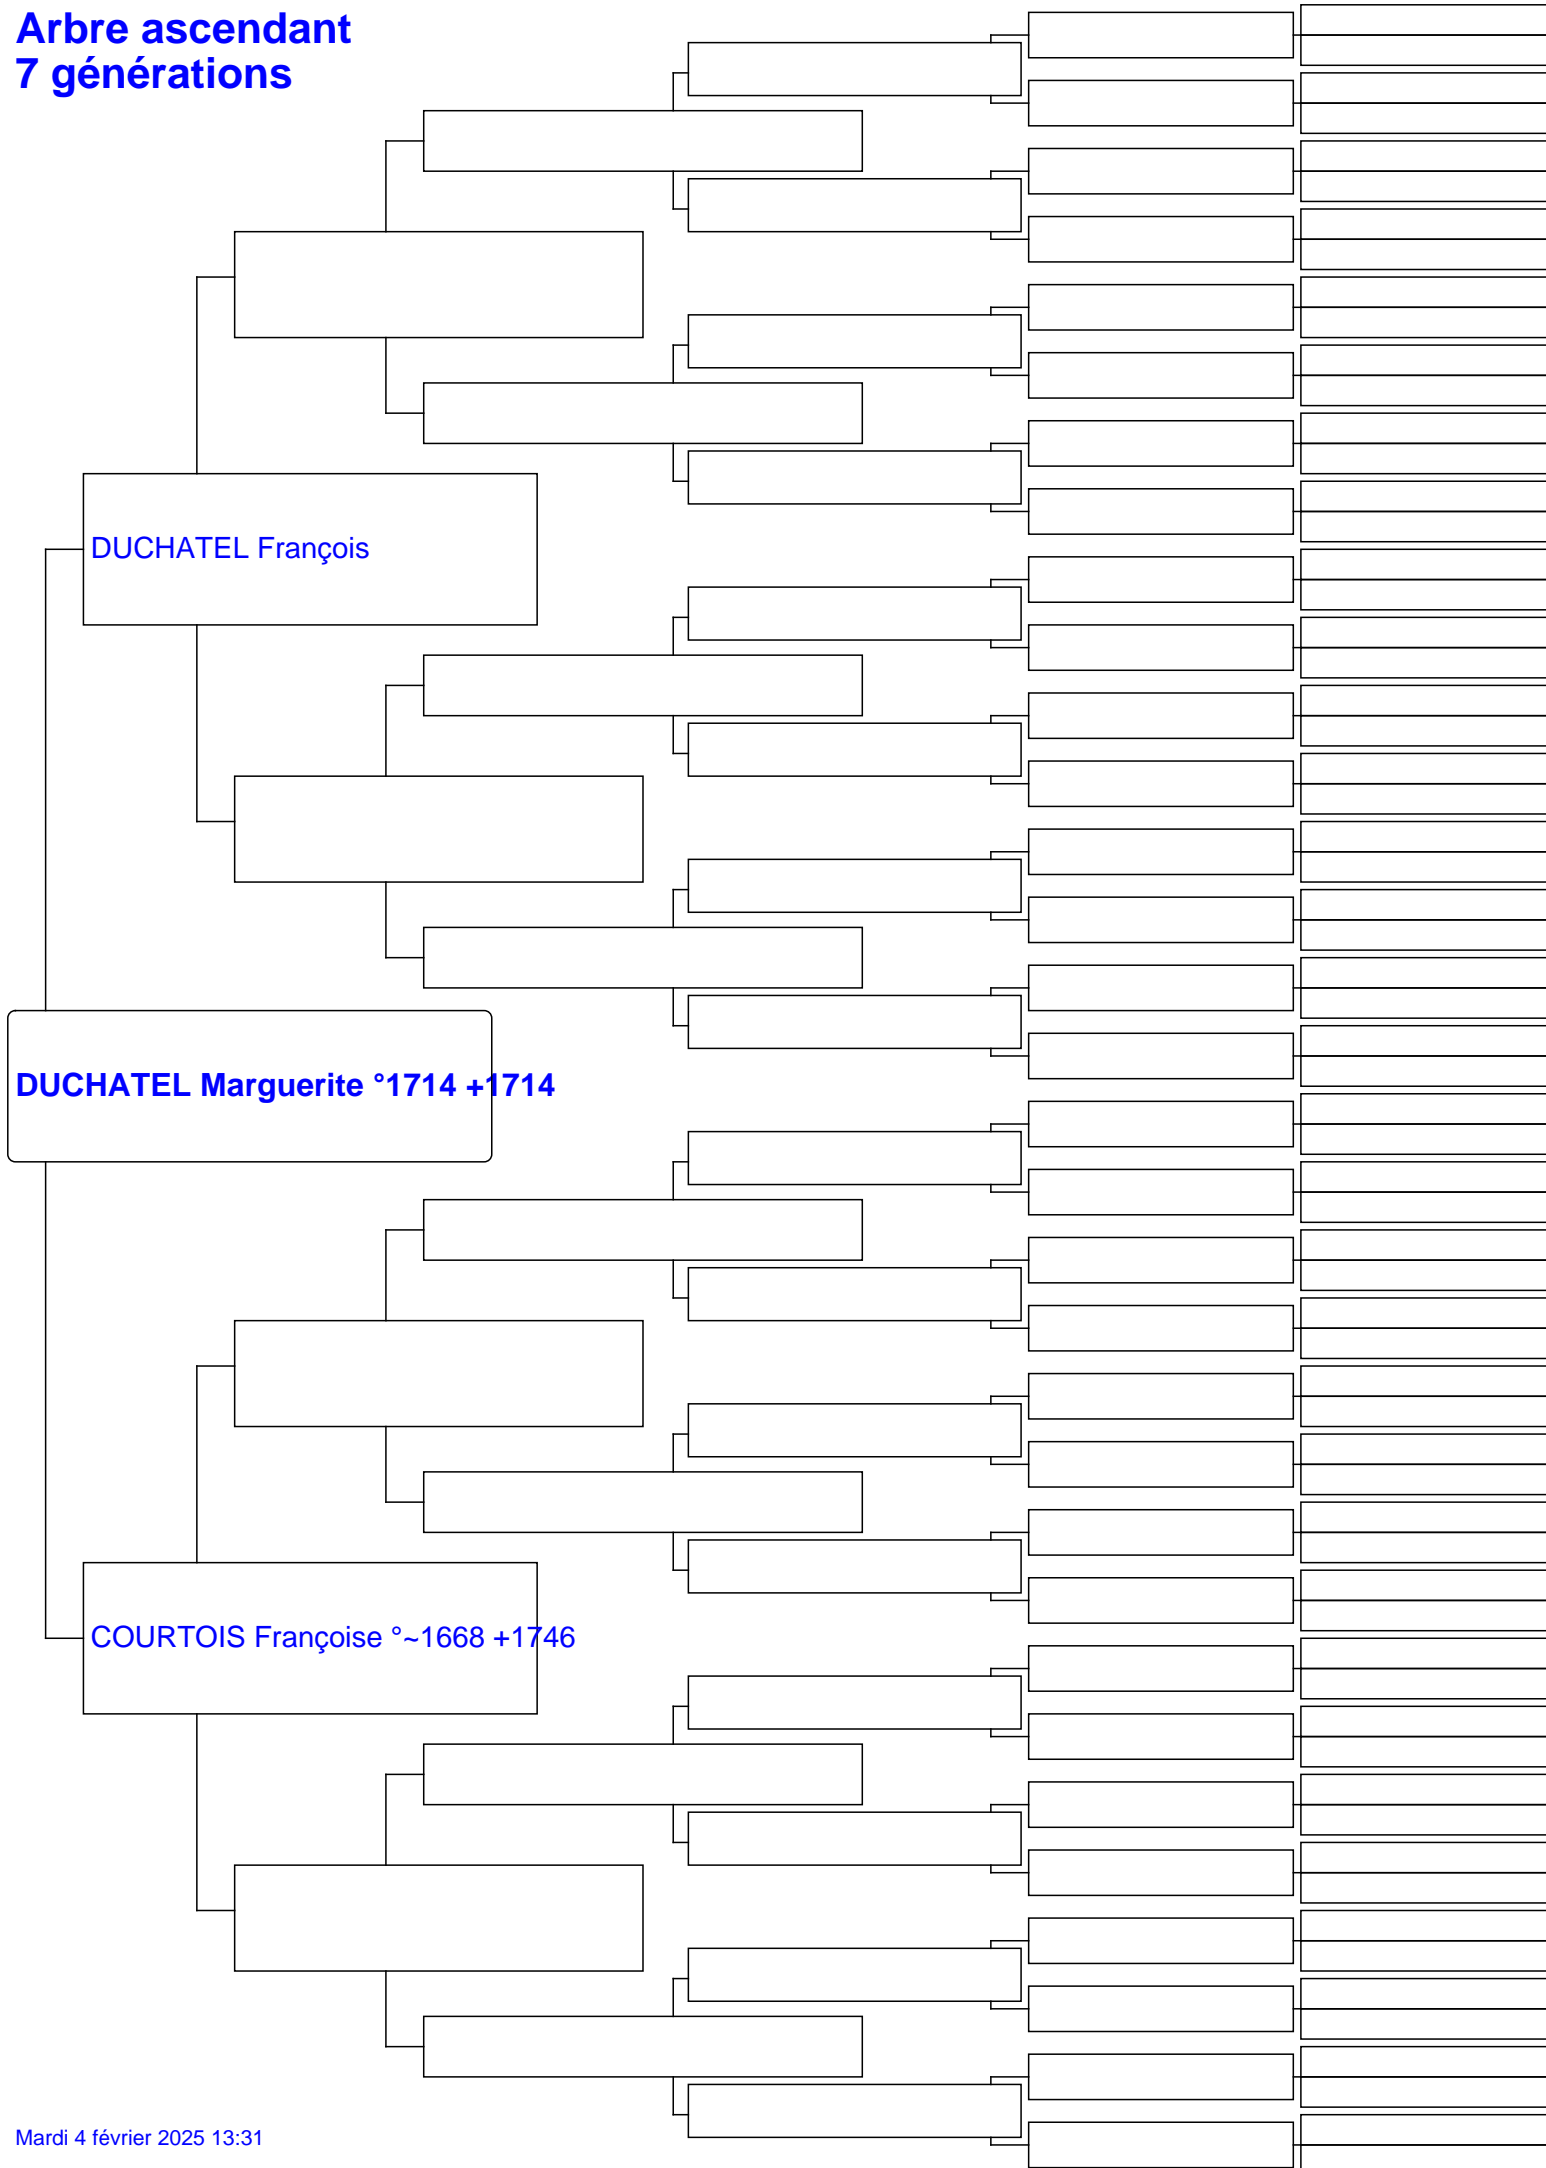 Arbre ascendant
7 générations
DUCHATEL François
DUCHATEL Marguerite °1714 +1714
COURTOIS Françoise °~1668 +1746
Mardi 4 février 2025 13:31